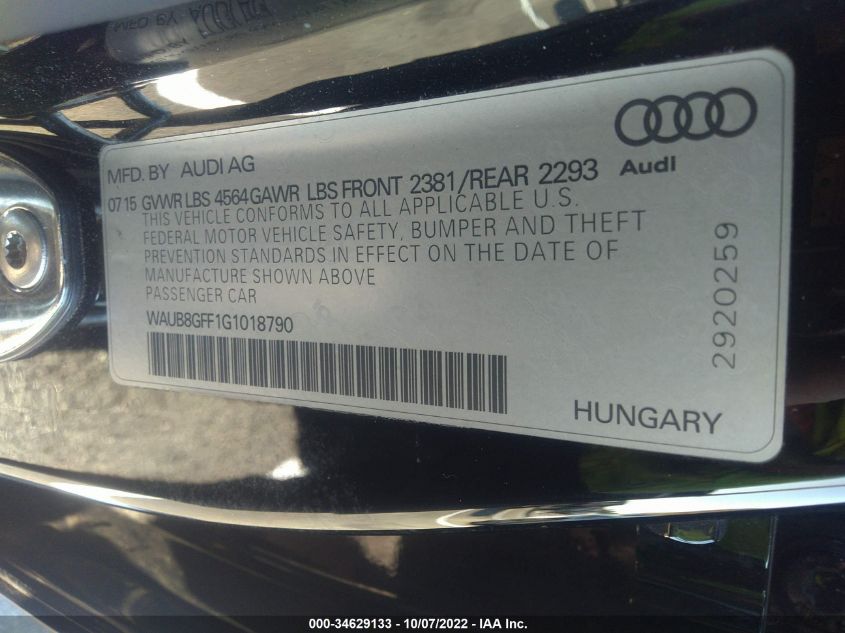 MFD. BY AUDI AG
Audi
07 15 GVWR LBS 4564 GAWR LBS FRONT 2381/REAR 2293
THIS VEHICLE CONFORMS TO ALL APPLICABLE U.S.
FEDERAL MOTOR VEHICLE SAFETY, BUMPER AND THEFT
PREVENTION STANDARDS IN EFFECT ON THE DATE OF
MANUFACTURE SHOWN ABOVE
PASSENGER CAR
WAUB8GFF1G1018790
2920259
HUNGARY
000-34629133 - 10/07/2022 - IAA Inc.